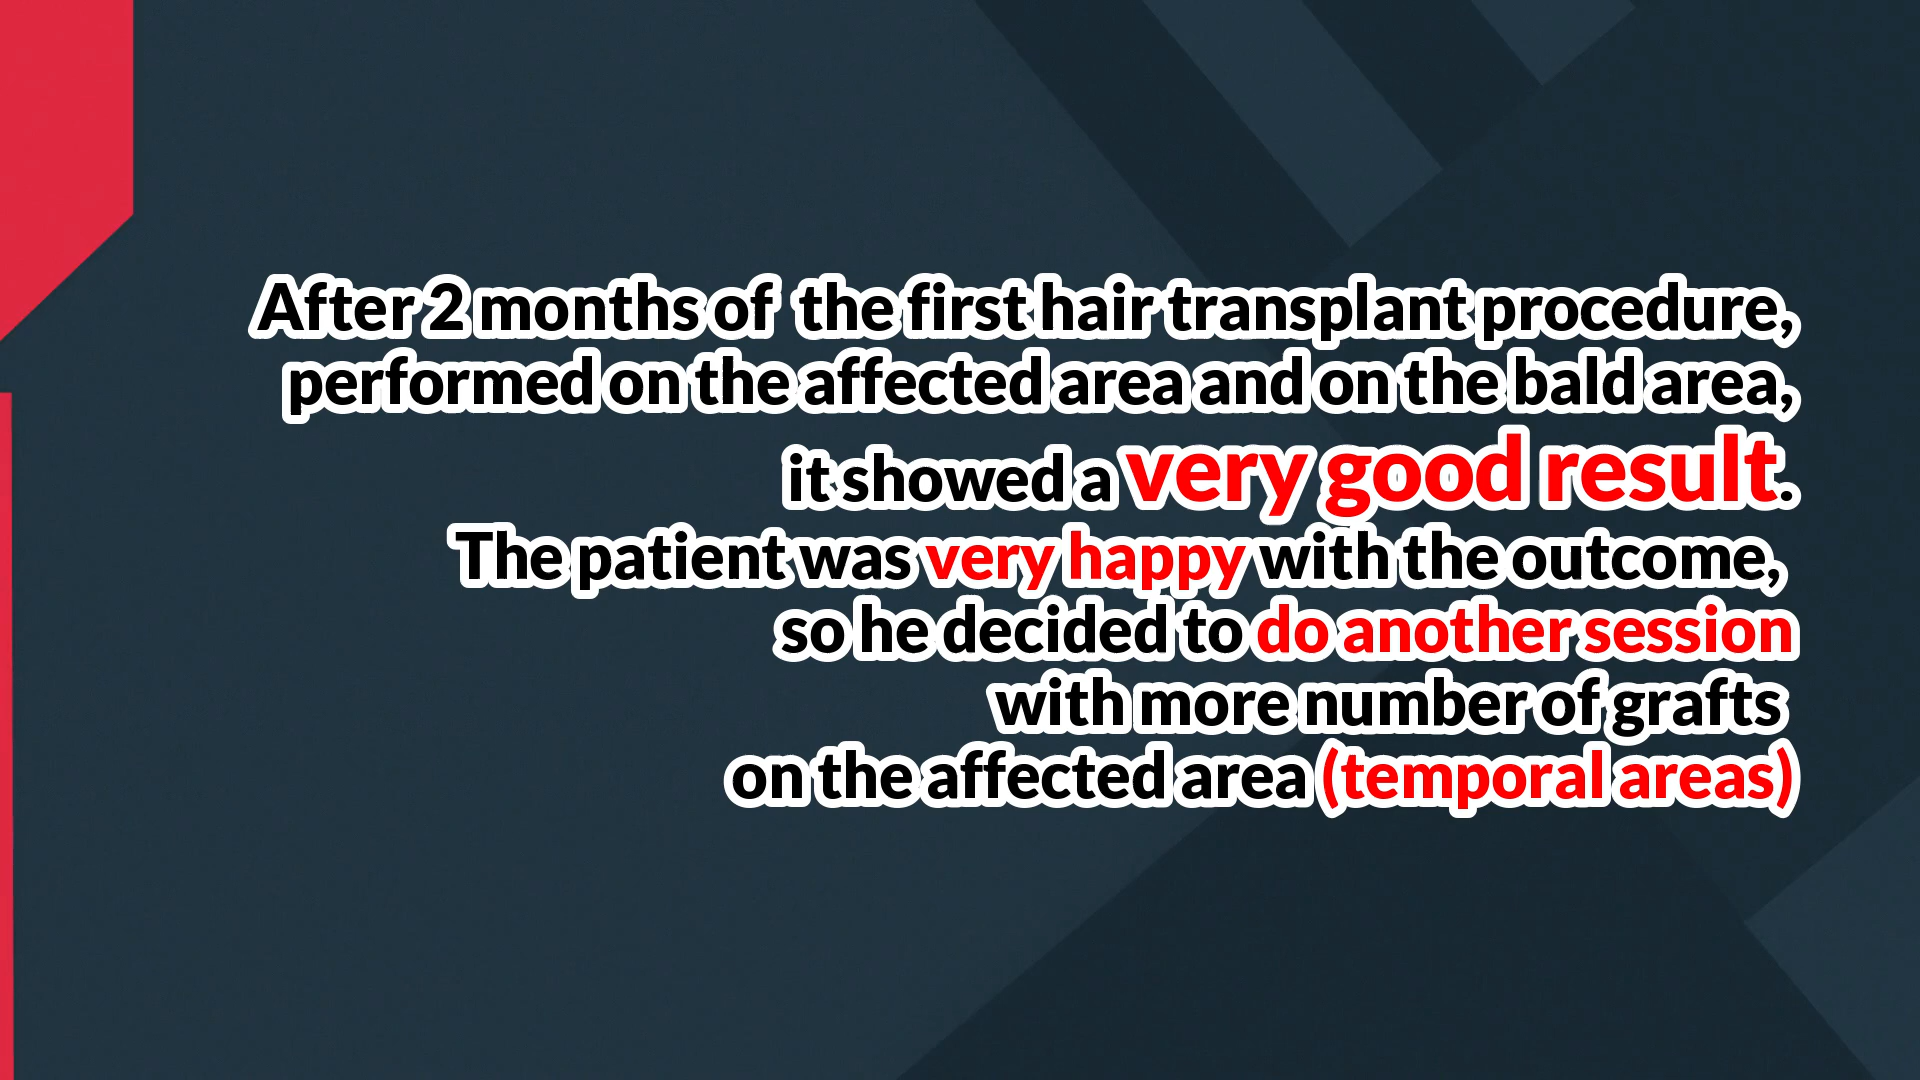 After 2 months of the first hair transplant procedure,
performed on the affected area and on the bald area,
it showed a very good result.
The patient was very happy with the outcome,
so he decided to do another session
with more number of grafts
on the affected area (temporal areas)